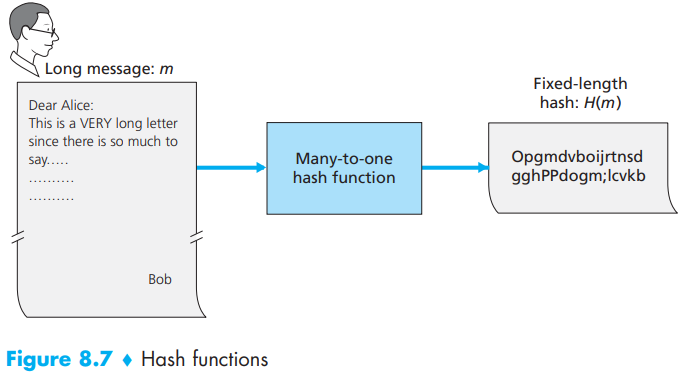 Long message: m
Dear Alice:
This is a VERY long letter
since there is so much to
say.....
..........
..........
Bob
Many-to-one
hash function
Fixed-length
hash: H(m)
Opgmdvboijrtnsd
gghPPdogm;lcvkb
Figure 8.7 ♦ Hash functions